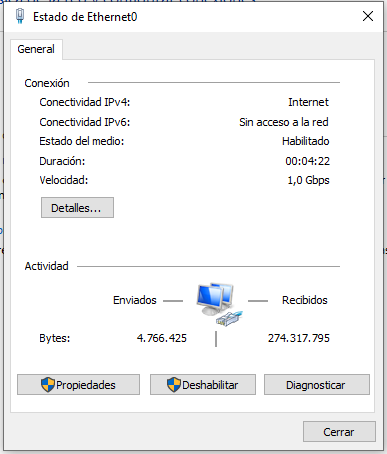 Estado de Ethernet0
General
Conexión
Conectividad IPv4: Internet
Conectividad IPv6: Sin acceso a la red
Estado del medio: Habilitado
Duración: 00:04:22
Velocidad: 1,0 Gbps
Detalles...
Actividad
Enviados Recibidos
Bytes: 4.766.425 274.317.795
Propiedades Deshabilitar Diagnosticar
Cerrar